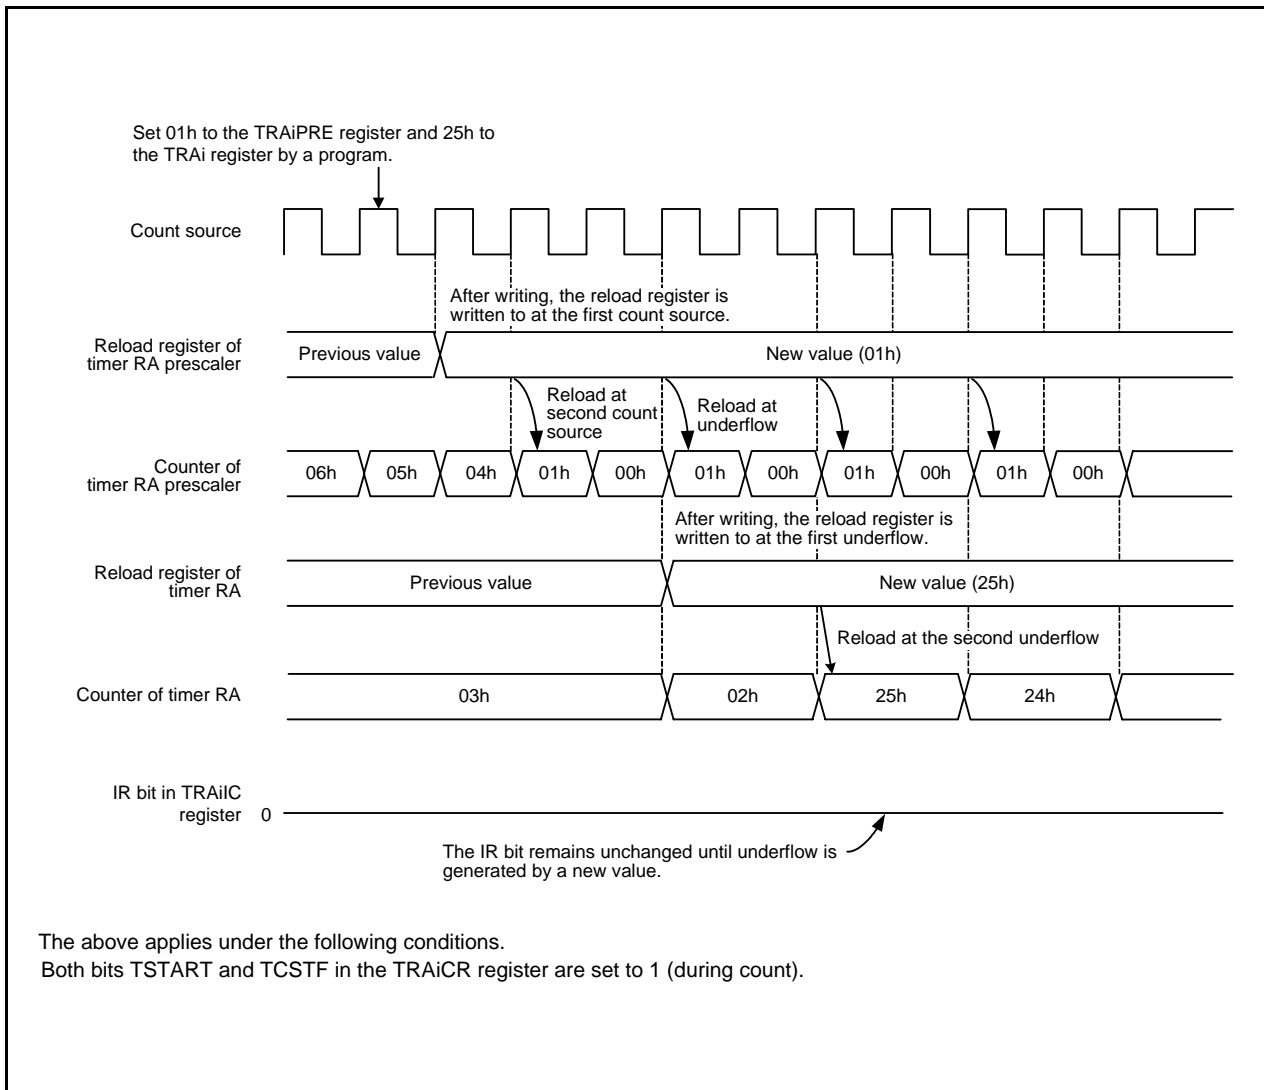 Set 01h to the TRAiPRE register and 25h to
the TRAi register by a program.
Count source
After writing, the reload register is
written to at the first count source.
Reload register of
timer RA prescaler
Previous value
New value (01h)
Reload at
second count
source
Reload at
underflow
Counter of
timer RA prescaler
06h 05h 04h 01h 00h 01h 00h 01h 00h 01h 00h
After writing, the reload register is
written to at the first underflow.
Reload register of
timer RA
Previous value
New value (25h)
Reload at the second underflow
Counter of timer RA
03h 02h 25h 24h
IR bit in TRAiIC
register 0
The IR bit remains unchanged until underflow is
generated by a new value.
The above applies under the following conditions.
Both bits TSTART and TCSTF in the TRAiCR register are set to 1 (during count).